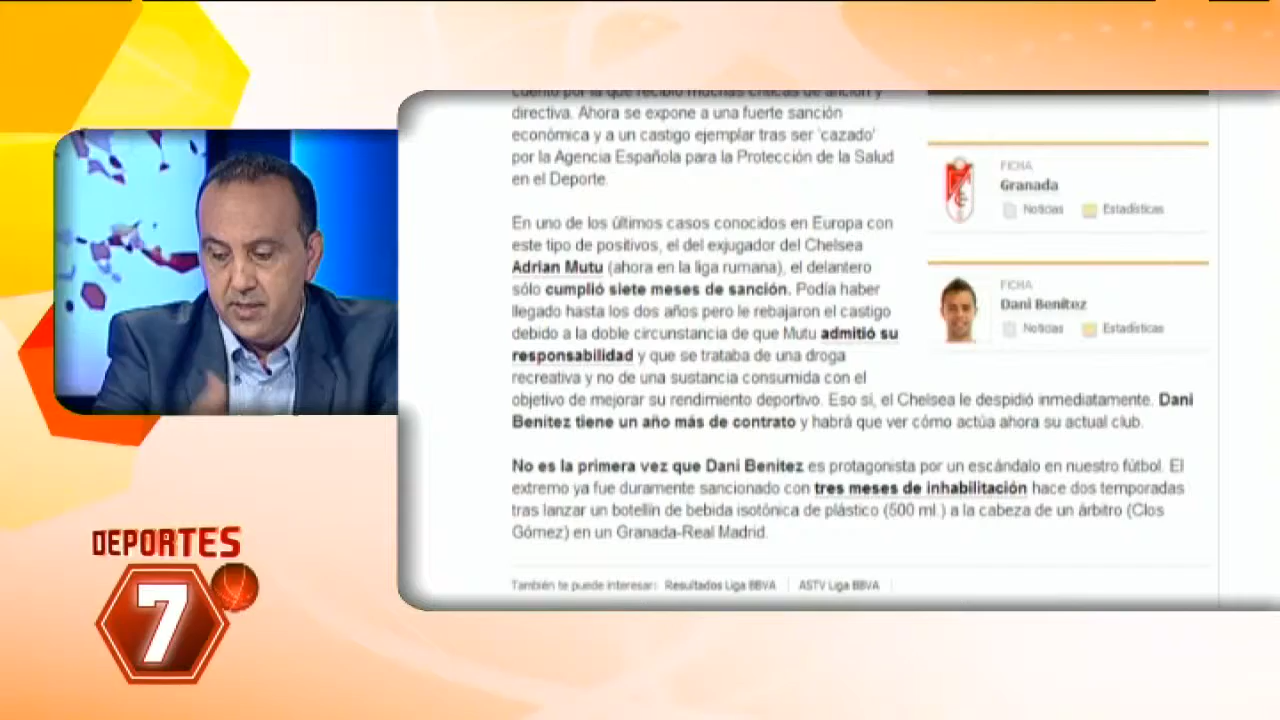 directiva. Ahora se expone a una fuerte sanción
económica y a un castigo ejemplar tras ser 'cazado'
por la Agencia Española para la Protección de la Salud
en el Deporte.
En uno de los últimos casos conocidos en Europa con
este tipo de positivos, el del exjugador del Chelsea
Adrian Mutu (ahora en la liga rumana), el delantero
sólo cumplió siete meses de sanción. Podía haber
llegado hasta los dos años pero le rebajaron el castigo
debido a la doble circunstancia de que Mutu admitió su
responsabilidad y que se trataba de una droga
recreativa y no de una sustancia consumida con el
objetivo de mejorar su rendimiento deportivo. Eso sí, el Chelsea le despidió inmediatamente. Dani
Benítez tiene un año más de contrato y habrá que ver cómo actúa ahora su actual club.
No es la primera vez que Dani Benítez es protagonista por un escándalo en nuestro fútbol. El
extremo ya fue duramente sancionado con tres meses de inhabilitación hace dos temporadas
tras lanzar un botellín de bebida isotónica de plástico (500 ml.) a la cabeza de un árbitro (Clos
Gómez) en un Granada-Real Madrid.
También te puede interesar: Resultados Liga BBVA ASTV Liga BBVA
FICHA
Granada
Noticias Estadísticas
FICHA
Dani Benítez
Noticias Estadísticas
DEPORTES
7